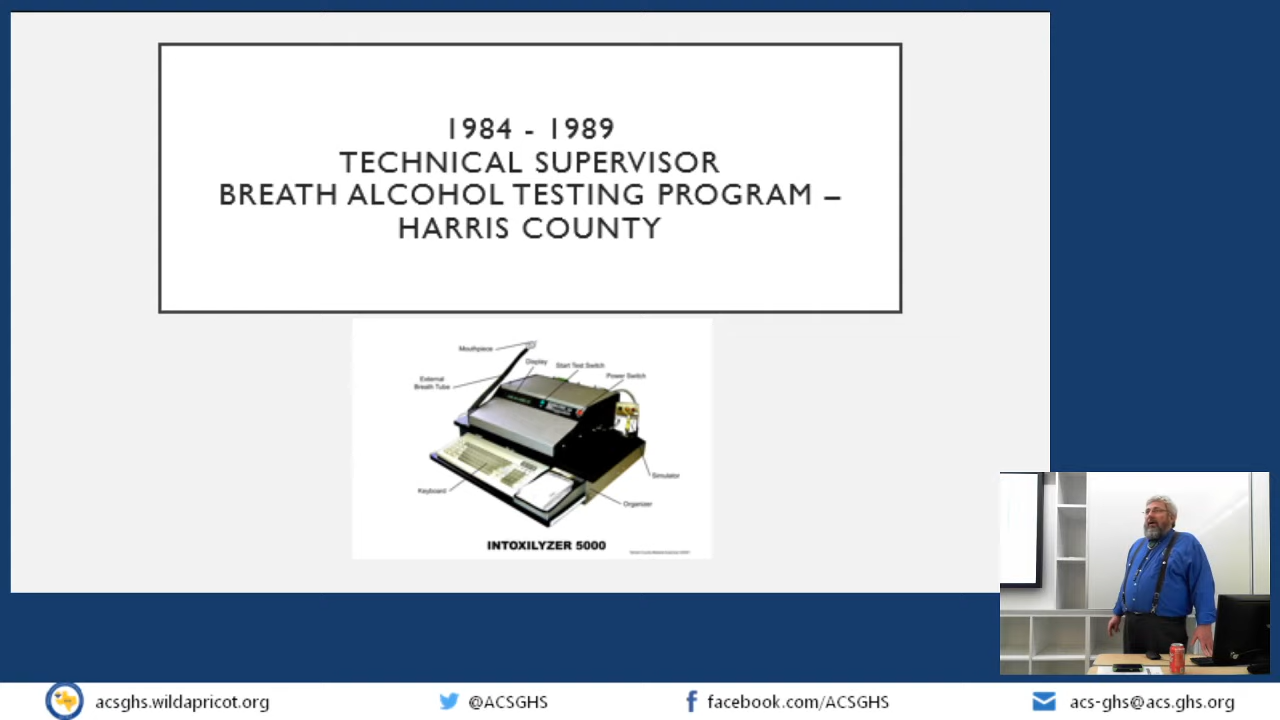 1984 - 1989
TECHNICAL SUPERVISOR
BREATH ALCOHOL TESTING PROGRAM –
HARRIS COUNTY
Mouthpiece
Display
Start Test Switch
Power Switch
External
Breath Tube
Simulator
Keyboard
Organizer
INTOXILYZER 5000
acsghs.wildapricot.org
@ACSGHS
facebook.com/ACSGHS
acs-ghs@acs.ghs.org